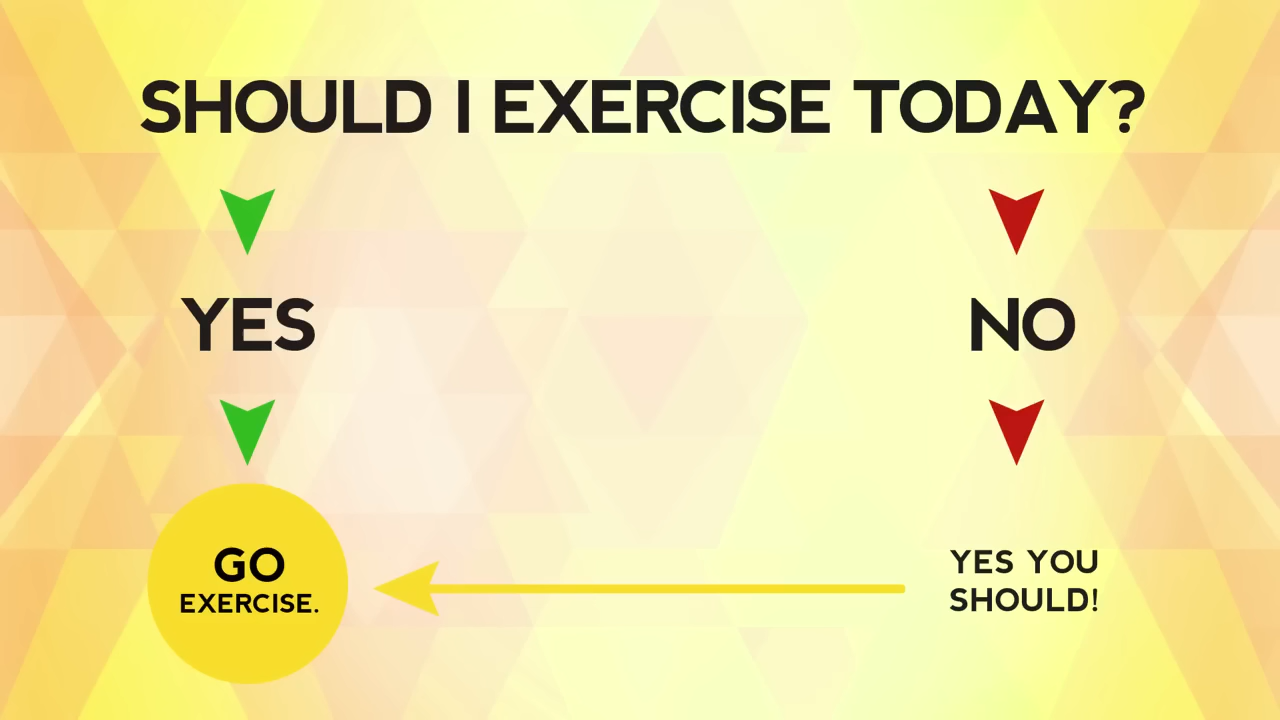 SHOULD I EXERCISE TODAY?
YES
NO
GO
EXERCISE.
YES YOU
SHOULD!